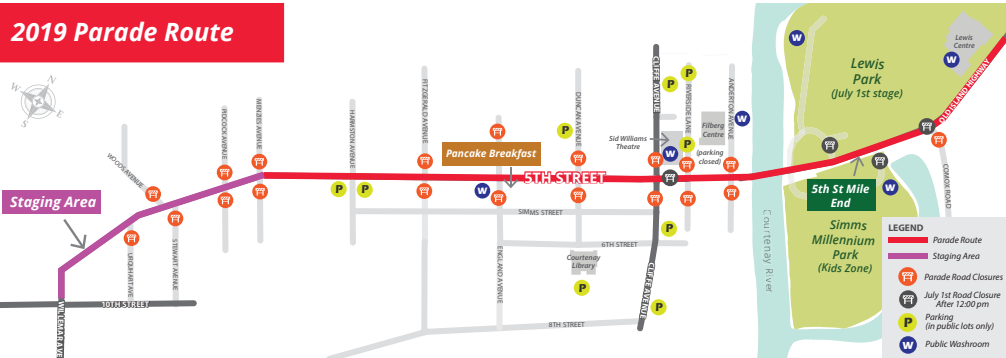 2019 Parade Route
N
W
E
S
Staging Area
WOODS AVENUE
PIDCOCK AVENUE
MENZIES AVENUE
HARMSTON AVENUE
FITZGERALD AVENUE
Pancake Breakfast
DUNCAN AVENUE
CLIFFE AVENUE
RIVERSIDE LANE
ANDERTON AVENUE
P
P
P
W
W
Sid Williams
Theatre
P
W
Filberg
Centre
(parking
closed)
Lewis
Park
(July 1st stage)
Lewis
Centre
W
OLD ISLAND HIGHWAY
5TH STREET
P
P
W
5th St Mile
End
W
COMOX ROAD
URQUHART AVE
STEWART AVENUE
10TH STREET
WILLEMAR AVE
SIMMS STREET
ENGLAND AVENUE
6TH STREET
P
Courtenay
Library
P
CLIFFE AVENUE
P
8TH STREET
Courtenay River
Simms
Millennium
Park
(Kids Zone)
LEGEND
Parade Route
Staging Area
Parade Road Closures
July 1st Road Closure
After 12:00 pm
P
Parking
(in public lots only)
W
Public Washroom